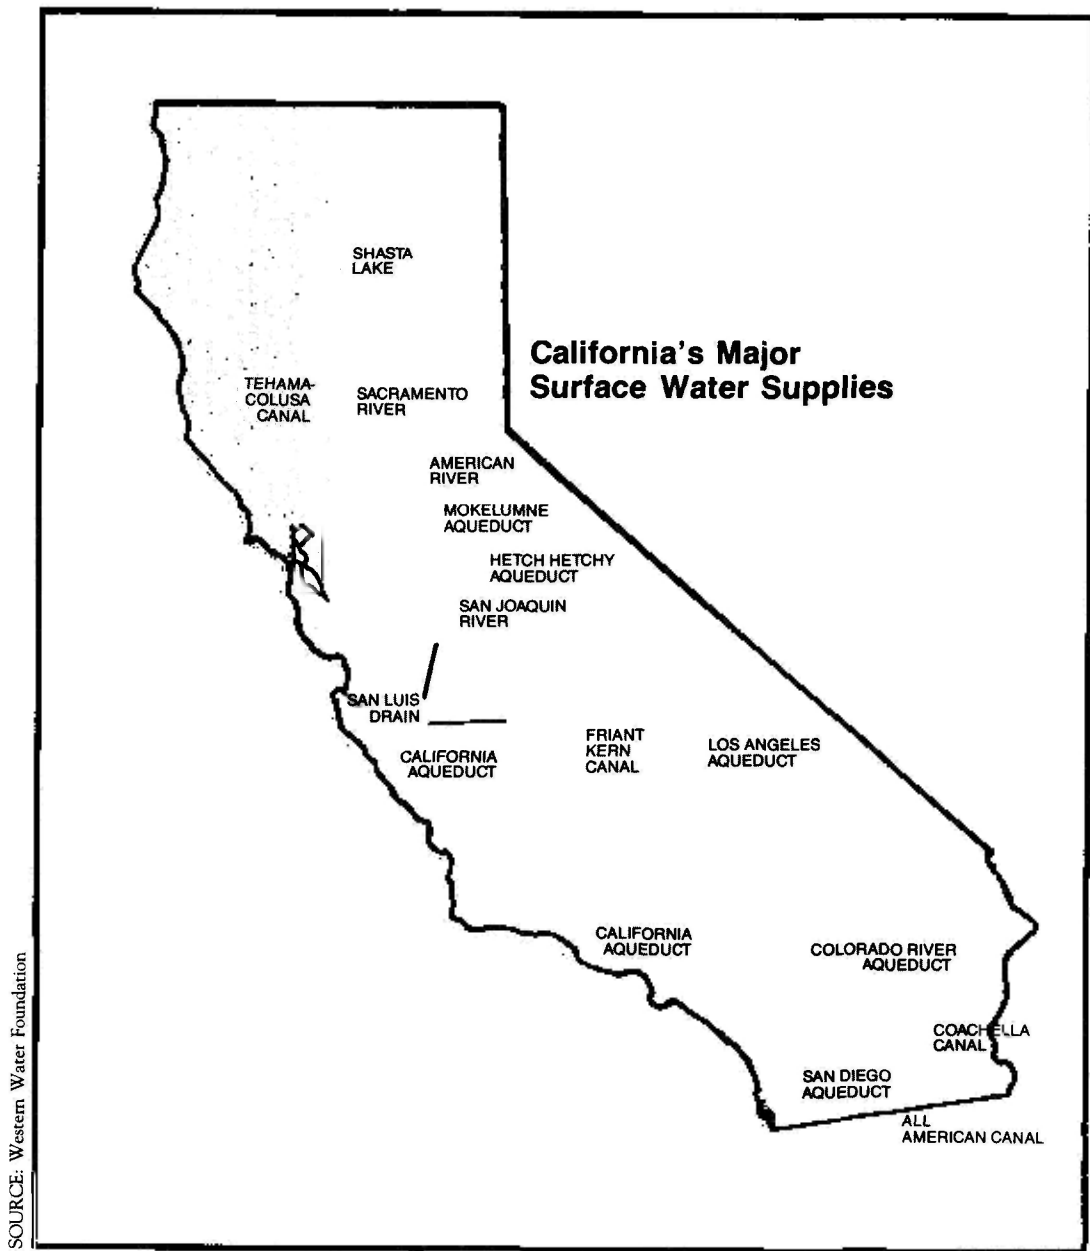 SHASTA
LAKE
California's Major
Surface Water Supplies
TEHAMA-
COLUSA
CANAL
SACRAMENTO
RIVER
AMERICAN
RIVER
MOKELUMNE
AQUEDUCT
HETCH HETCHY
AQUEDUCT
SAN JOAQUIN
RIVER
SAN LUIS
DRAIN
CALIFORNIA
AQUEDUCT
FRIANT
KERN
CANAL
LOS ANGELES
AQUEDUCT
CALIFORNIA
AQUEDUCT
COLORADO RIVER
AQUEDUCT
COACHELLA
CANAL
SAN DIEGO
AQUEDUCT
ALL
AMERICAN CANAL
SOURCE: Western Water Foundation